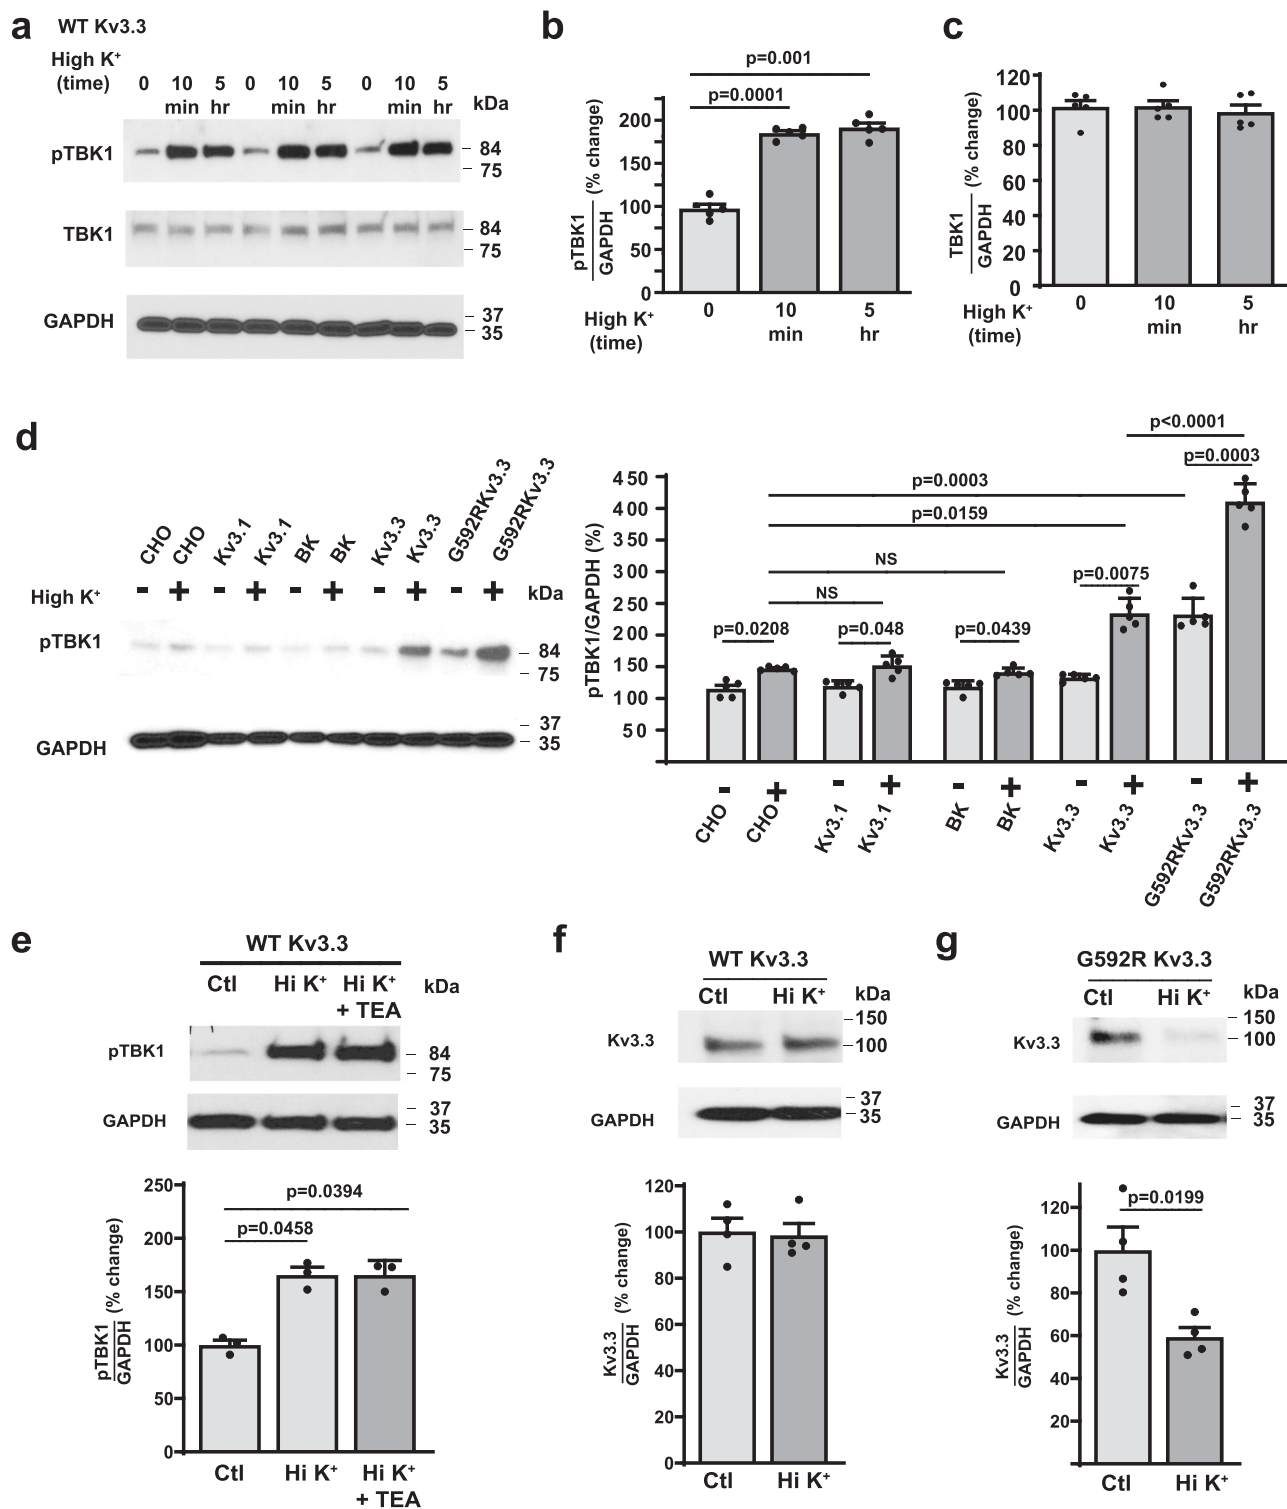 a
WT Kv3.3
High K⁺
(time)
0 10 5 0 10 5 0 10 5
min hr min hr min hr
kDa
pTBK1
84
75
TBK1
84
75
GAPDH
37
35
b
p=0.001
p=0.0001
pTBK1
GAPDH
(% change)
200
150
100
50
0
High K⁺
(time)
0 10 5
min hr
c
TBK1
GAPDH
(% change)
120
100
80
60
40
20
0
High K⁺
(time)
0 10 5
min hr
d
CHO CHO Kv3.1 Kv3.1 BK BK Kv3.3 Kv3.3 G592RKv3.3 G592RKv3.3
High K⁺ - + - + - + - + - + kDa
pTBK1
84
75
GAPDH
37
35
p<0.0001
p=0.0003
p=0.0003
p=0.0159
NS
p=0.0075
NS
p=0.0208 p=0.048 p=0.0439
pTBK1/GAPDH (%)
450
400
350
300
250
200
150
100
50
- + - + - + - + - +
CHO CHO Kv3.1 Kv3.1 BK BK Kv3.3 Kv3.3 G592RKv3.3 G592RKv3.3
e
WT Kv3.3
Ctl Hi K⁺ Hi K⁺
+ TEA
kDa
pTBK1
84
75
GAPDH
37
35
p=0.0394
p=0.0458
pTBK1
GAPDH
(% change)
250
200
150
100
50
0
Ctl Hi K⁺ Hi K⁺
+ TEA
f
WT Kv3.3
Ctl Hi K⁺
kDa
150
Kv3.3
100
37
GAPDH
35
Kv3.3
GAPDH
(% change)
120
100
80
60
40
20
0
Ctl Hi K⁺
g
G592R Kv3.3
Ctl Hi K⁺
kDa
150
Kv3.3
100
37
GAPDH
35
p=0.0199
Kv3.3
GAPDH
(% change)
120
100
80
60
40
20
Ctl Hi K⁺